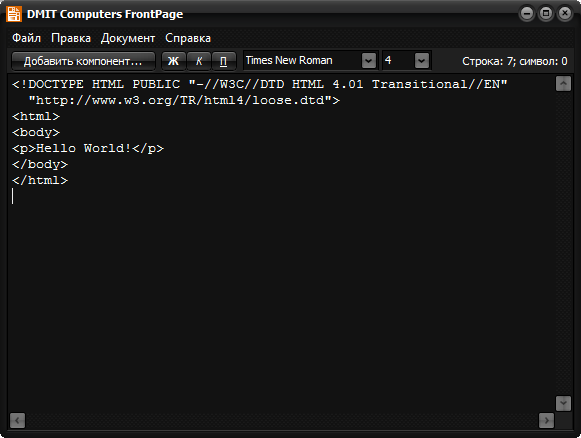 DMIT Computers FrontPage
Файл Правка Документ Справка
Добавить компонент... Ж К П Times New Roman 4 Строка: 7; символ: 0
<!DOCTYPE HTML PUBLIC "-//W3C//DTD HTML 4.01 Transitional//EN"
"http://www.w3.org/TR/html4/loose.dtd">
<html>
<body>
<p>Hello World!</p>
</body>
</html>